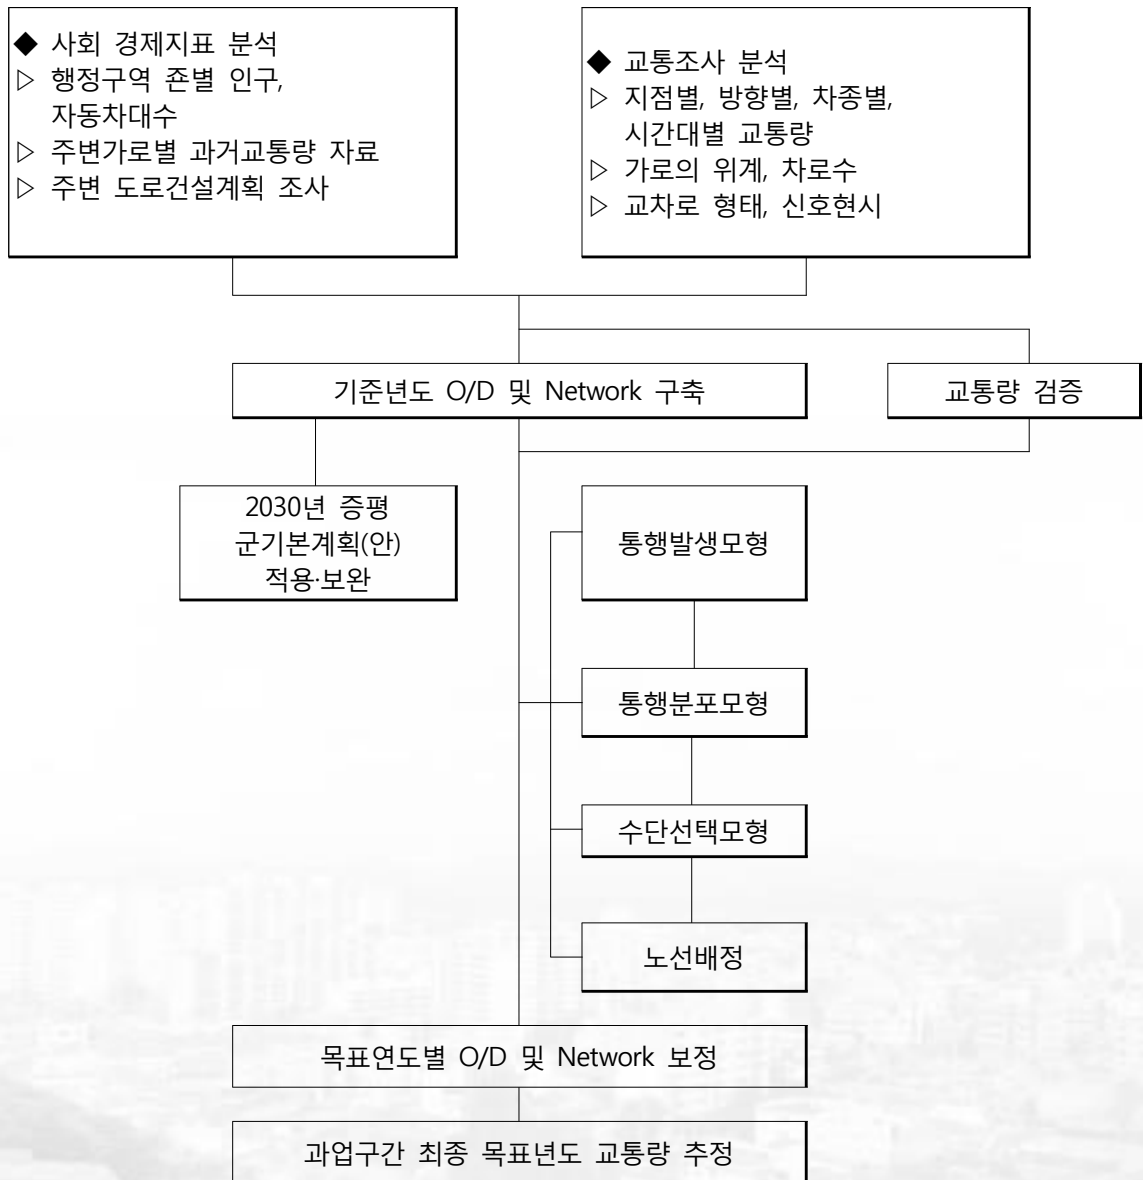 ◆ 사회 경제지표 분석
▷ 행정구역 죤별 인구,
자동차대수
▷ 주변가로별 과거교통량 자료
▷ 주변 도로건설계획 조사
◆ 교통조사 분석
▷ 지점별, 방향별, 차종별,
시간대별 교통량
▷ 가로의 위계, 차로수
▷ 교차로 형태, 신호현시
기준년도 O/D 및 Network 구축
교통량 검증
2030년 증평
군기본계획(안)
적용·보완
통행발생모형
통행분포모형
수단선택모형
노선배정
목표연도별 O/D 및 Network 보정
과업구간 최종 목표년도 교통량 추정